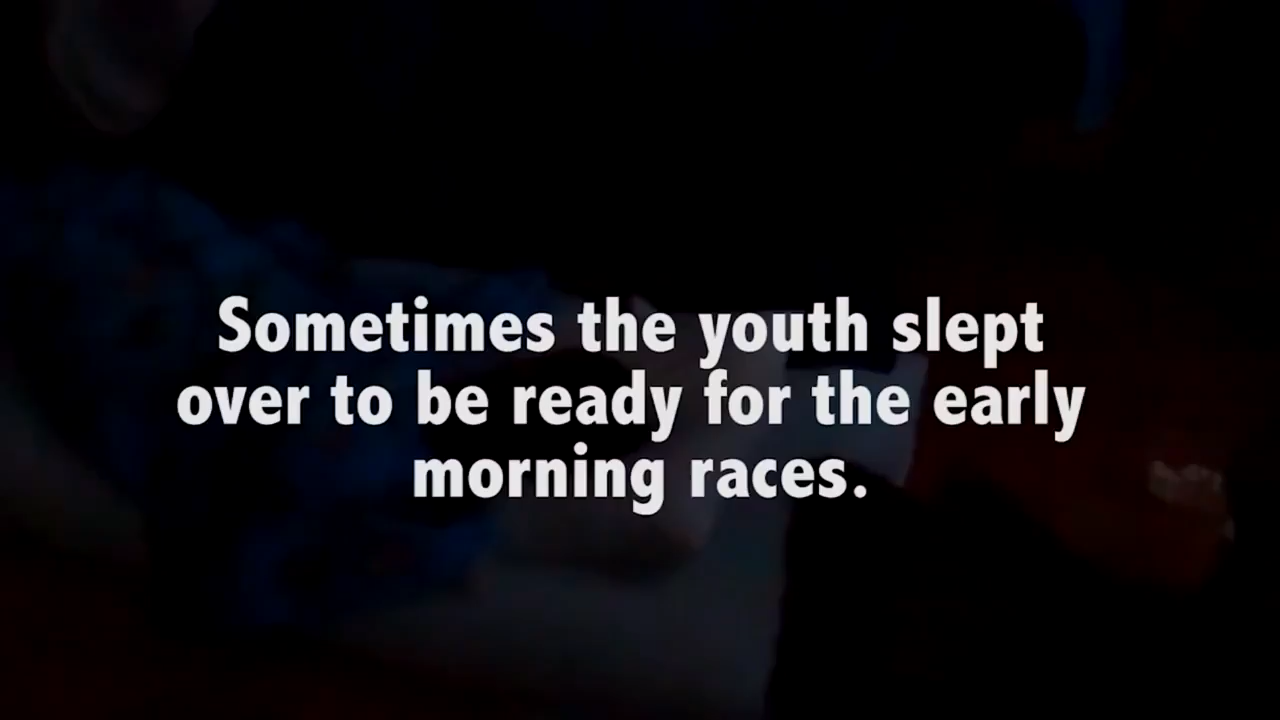 Sometimes the youth slept
over to be ready for the early
morning races.